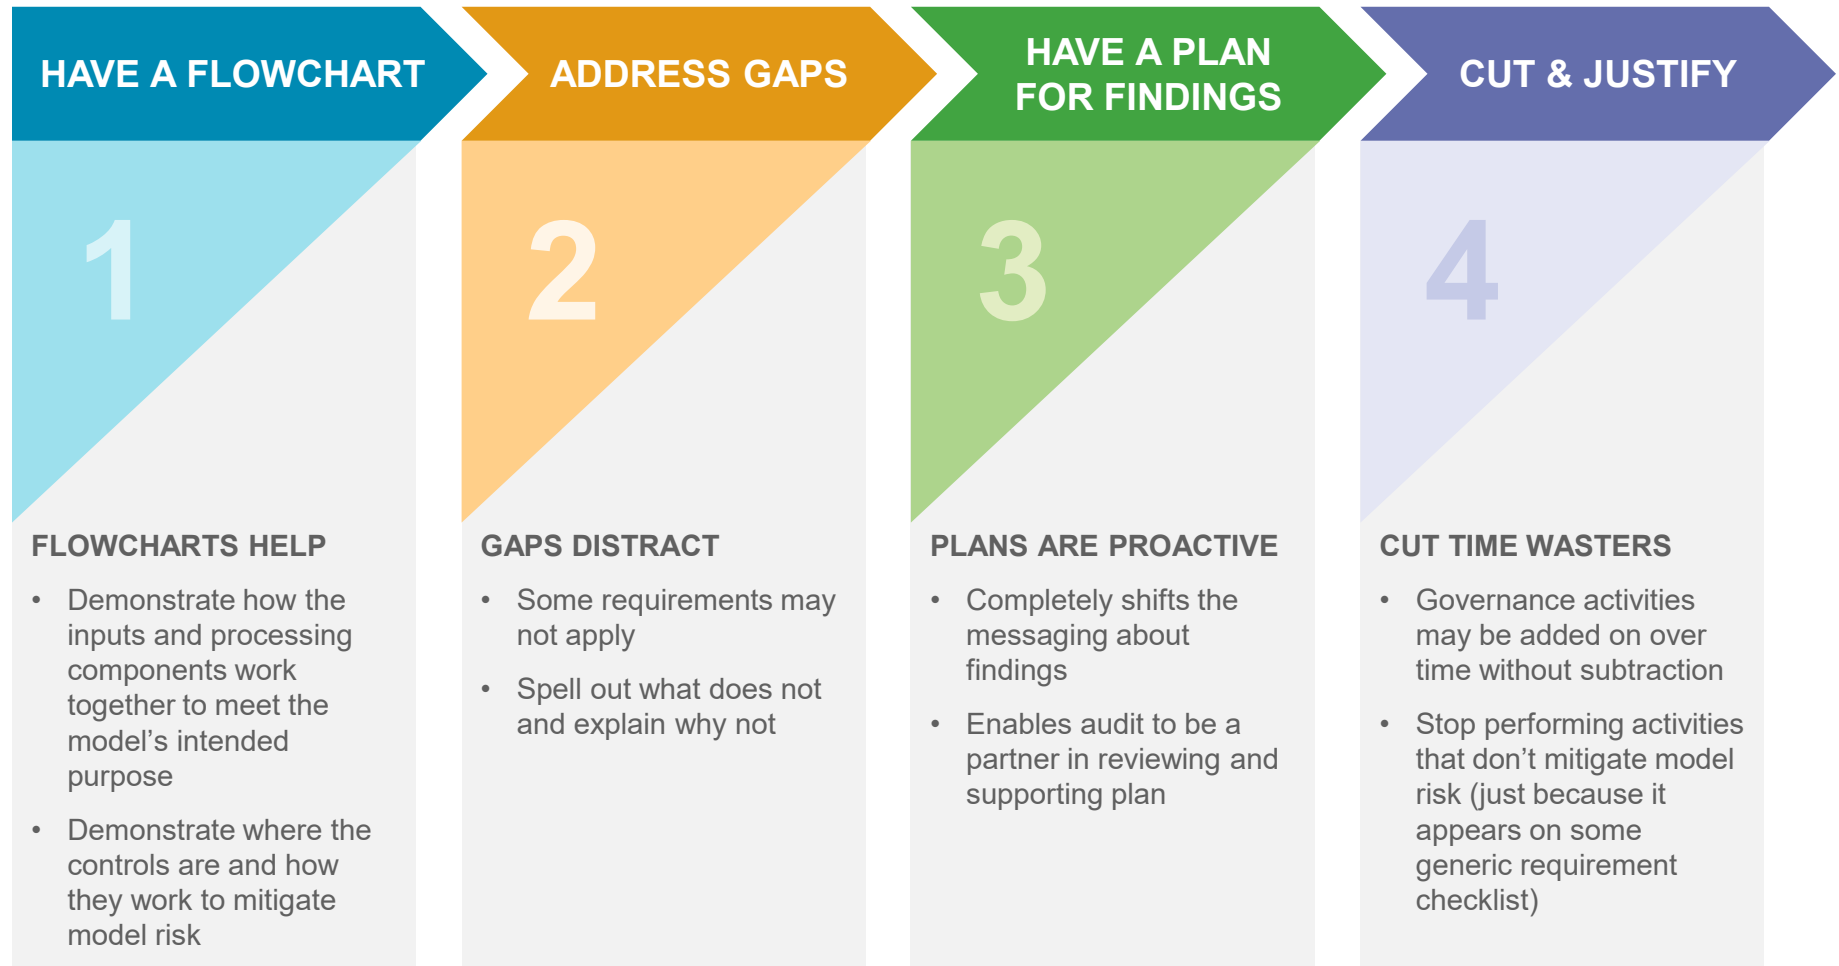 HAVE A FLOWCHART
1
FLOWCHARTS HELP
• Demonstrate how the
inputs and processing
components work
together to meet the
model’s intended
purpose
• Demonstrate where the
controls are and how
they work to mitigate
model risk
ADDRESS GAPS
2
GAPS DISTRACT
• Some requirements may
not apply
• Spell out what does not
and explain why not
HAVE A PLAN
FOR FINDINGS
3
PLANS ARE PROACTIVE
• Completely shifts the
messaging about
findings
• Enables audit to be a
partner in reviewing and
supporting plan
CUT & JUSTIFY
4
CUT TIME WASTERS
• Governance activities
may be added on over
time without subtraction
• Stop performing activities
that don’t mitigate model
risk (just because it
appears on some
generic requirement
checklist)